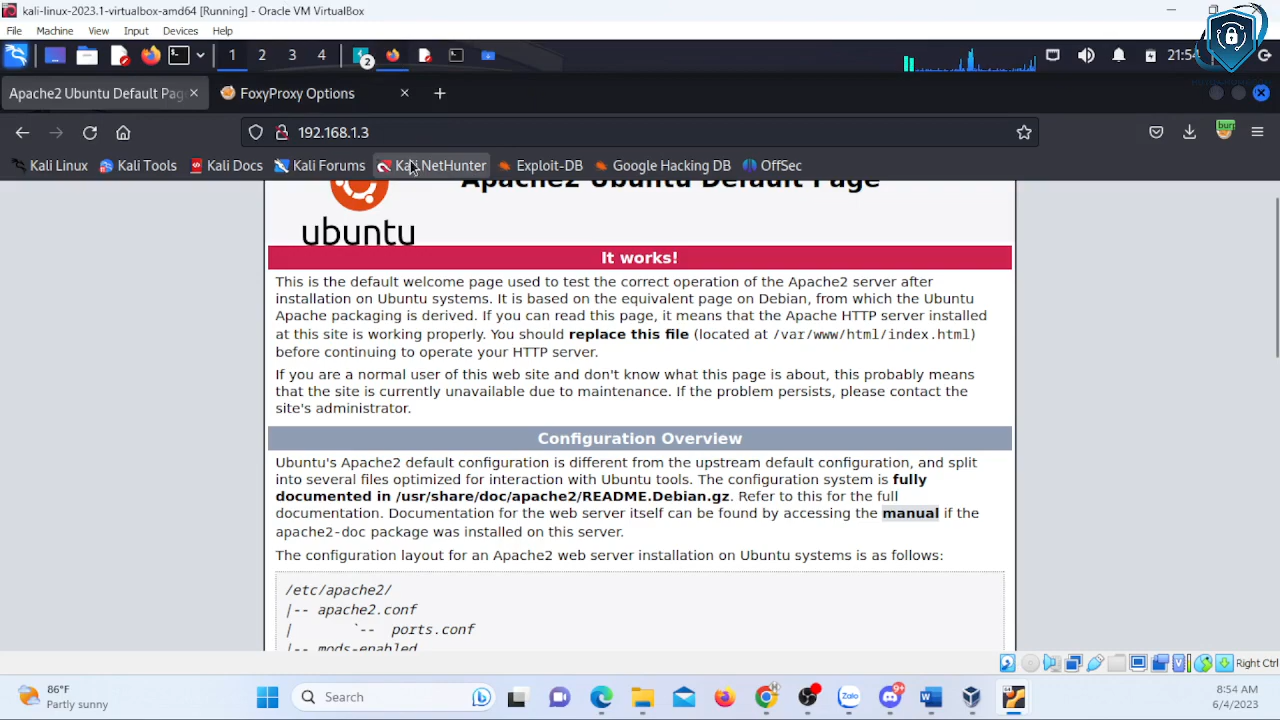 kali-linux-2023.1-virtualbox-amd64 [Running] - Oracle VM VirtualBox
File Machine View Input Devices Help
1 2 3 4 2 21:54
Apache2 Ubuntu Default Pag FoxyProxy Options
192.168.1.3 burp
Kali Linux Kali Tools Kali Docs Kali Forums Kali NetHunter Exploit-DB Google Hacking DB OffSec
Apache2 Ubuntu Default Page
ubuntu
It works!
This is the default welcome page used to test the correct operation of the Apache2 server after
installation on Ubuntu systems. It is based on the equivalent page on Debian, from which the Ubuntu
Apache packaging is derived. If you can read this page, it means that the Apache HTTP server installed
at this site is working properly. You should replace this file (located at /var/www/html/index.html)
before continuing to operate your HTTP server.
If you are a normal user of this web site and don't know what this page is about, this probably means
that the site is currently unavailable due to maintenance. If the problem persists, please contact the
site's administrator.
Configuration Overview
Ubuntu's Apache2 default configuration is different from the upstream default configuration, and split
into several files optimized for interaction with Ubuntu tools. The configuration system is fully
documented in /usr/share/doc/apache2/README.Debian.gz. Refer to this for the full
documentation. Documentation for the web server itself can be found by accessing the manual if the
apache2-doc package was installed on this server.
The configuration layout for an Apache2 web server installation on Ubuntu systems is as follows:
/etc/apache2/
|-- apache2.conf
| `-- ports.conf
|-- mods-enabled
Right Ctrl
86°F
Partly sunny
Search
Zalo
9+
8:54 AM
6/4/2023